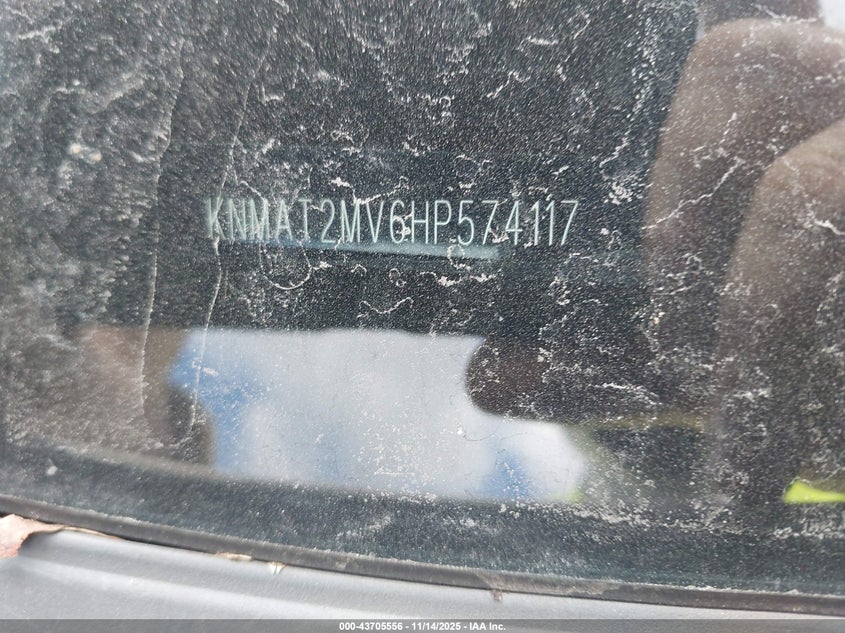 KNMAT2MV6HP574117
000-43705556 - 11/14/2025 - IAA Inc.